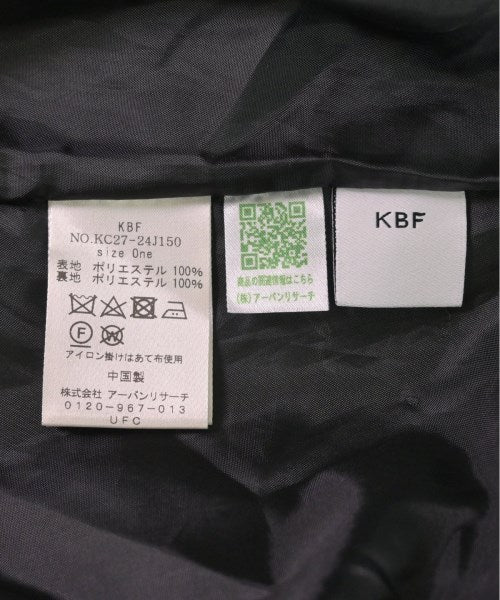 KBF
NO.KC27-24J150
size One
表地 ポリエステル 100%
裏地 ポリエステル 100%
F
W
アイロン掛けはあて布使用
中国製
株式会社 アーバンリサーチ
0120-967-013
UFC
商品の関連情報はこちら
(株)アーバンリサーチ
KBF